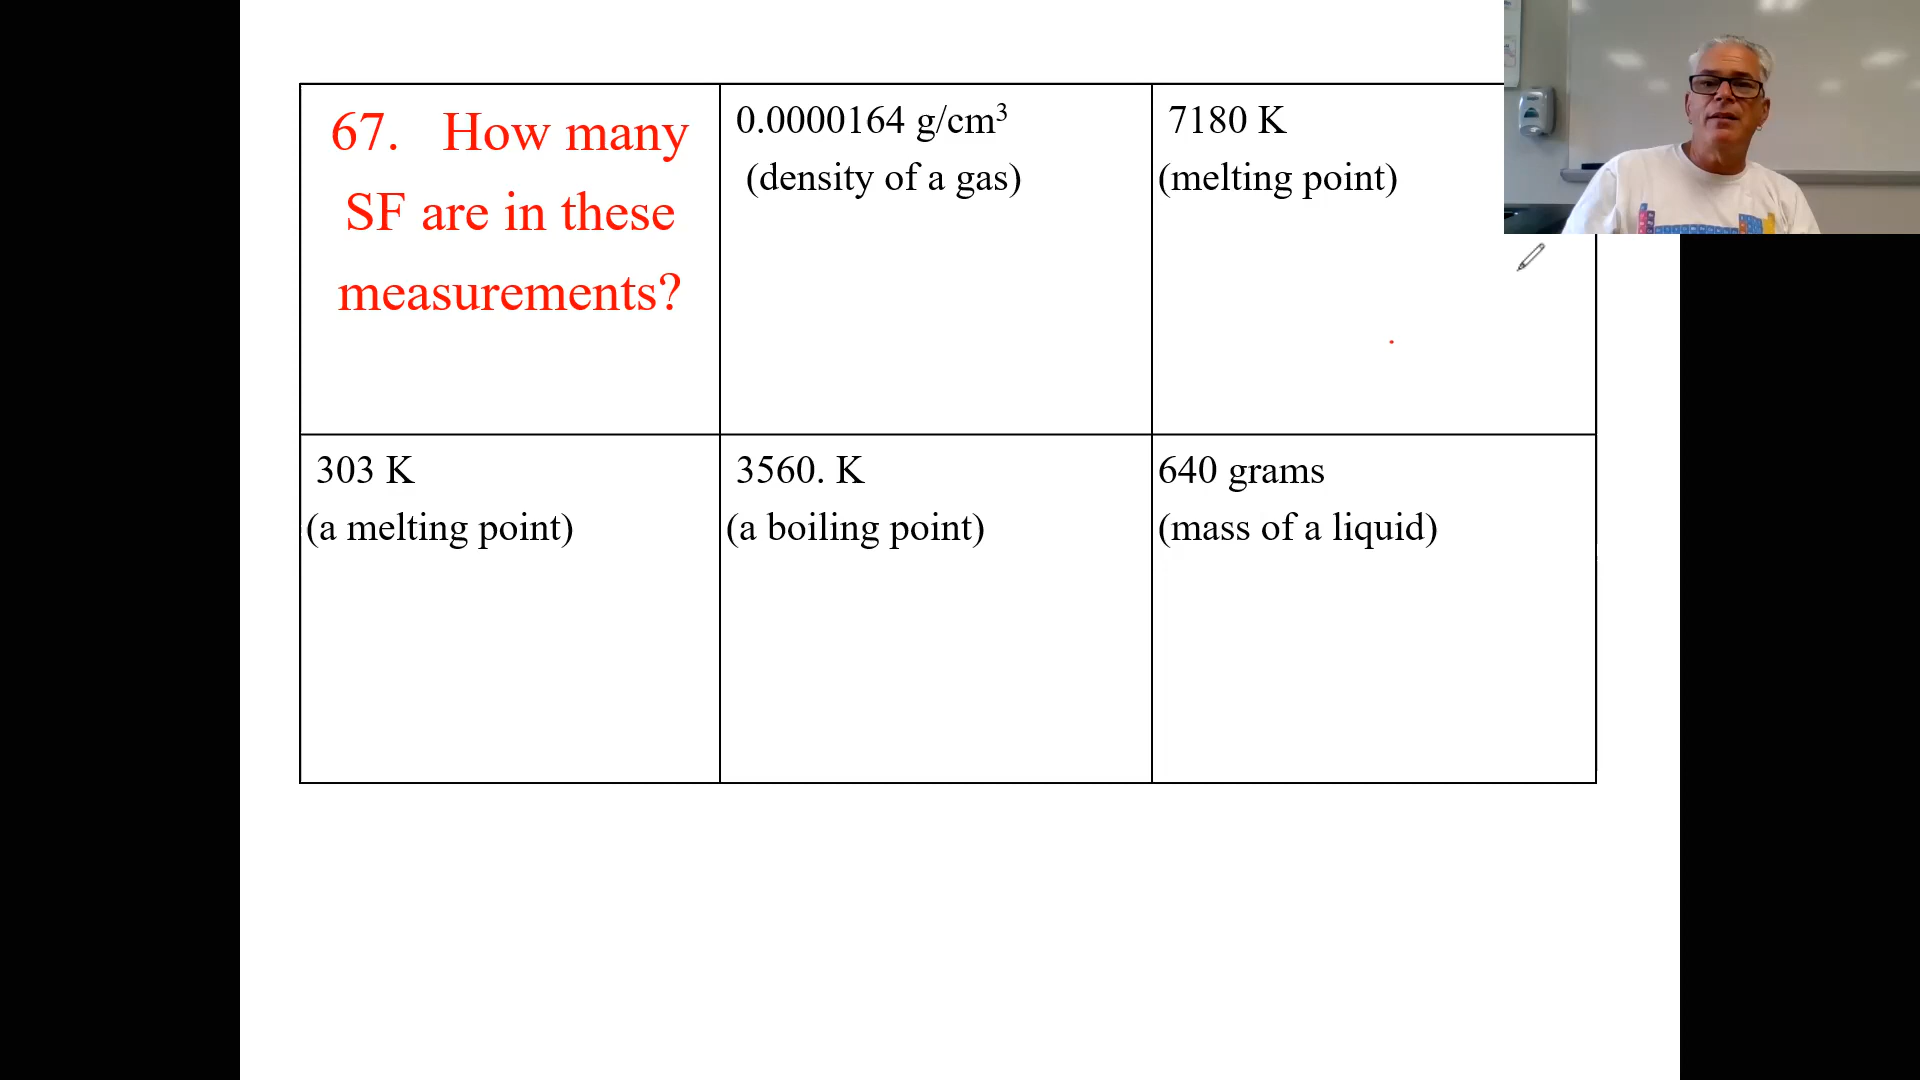 67. How many
SF are in these
measurements?
0.0000164 g/cm³
(density of a gas)
7180 K
(melting point)
303 K
(a melting point)
3560. K
(a boiling point)
640 grams
(mass of a liquid)